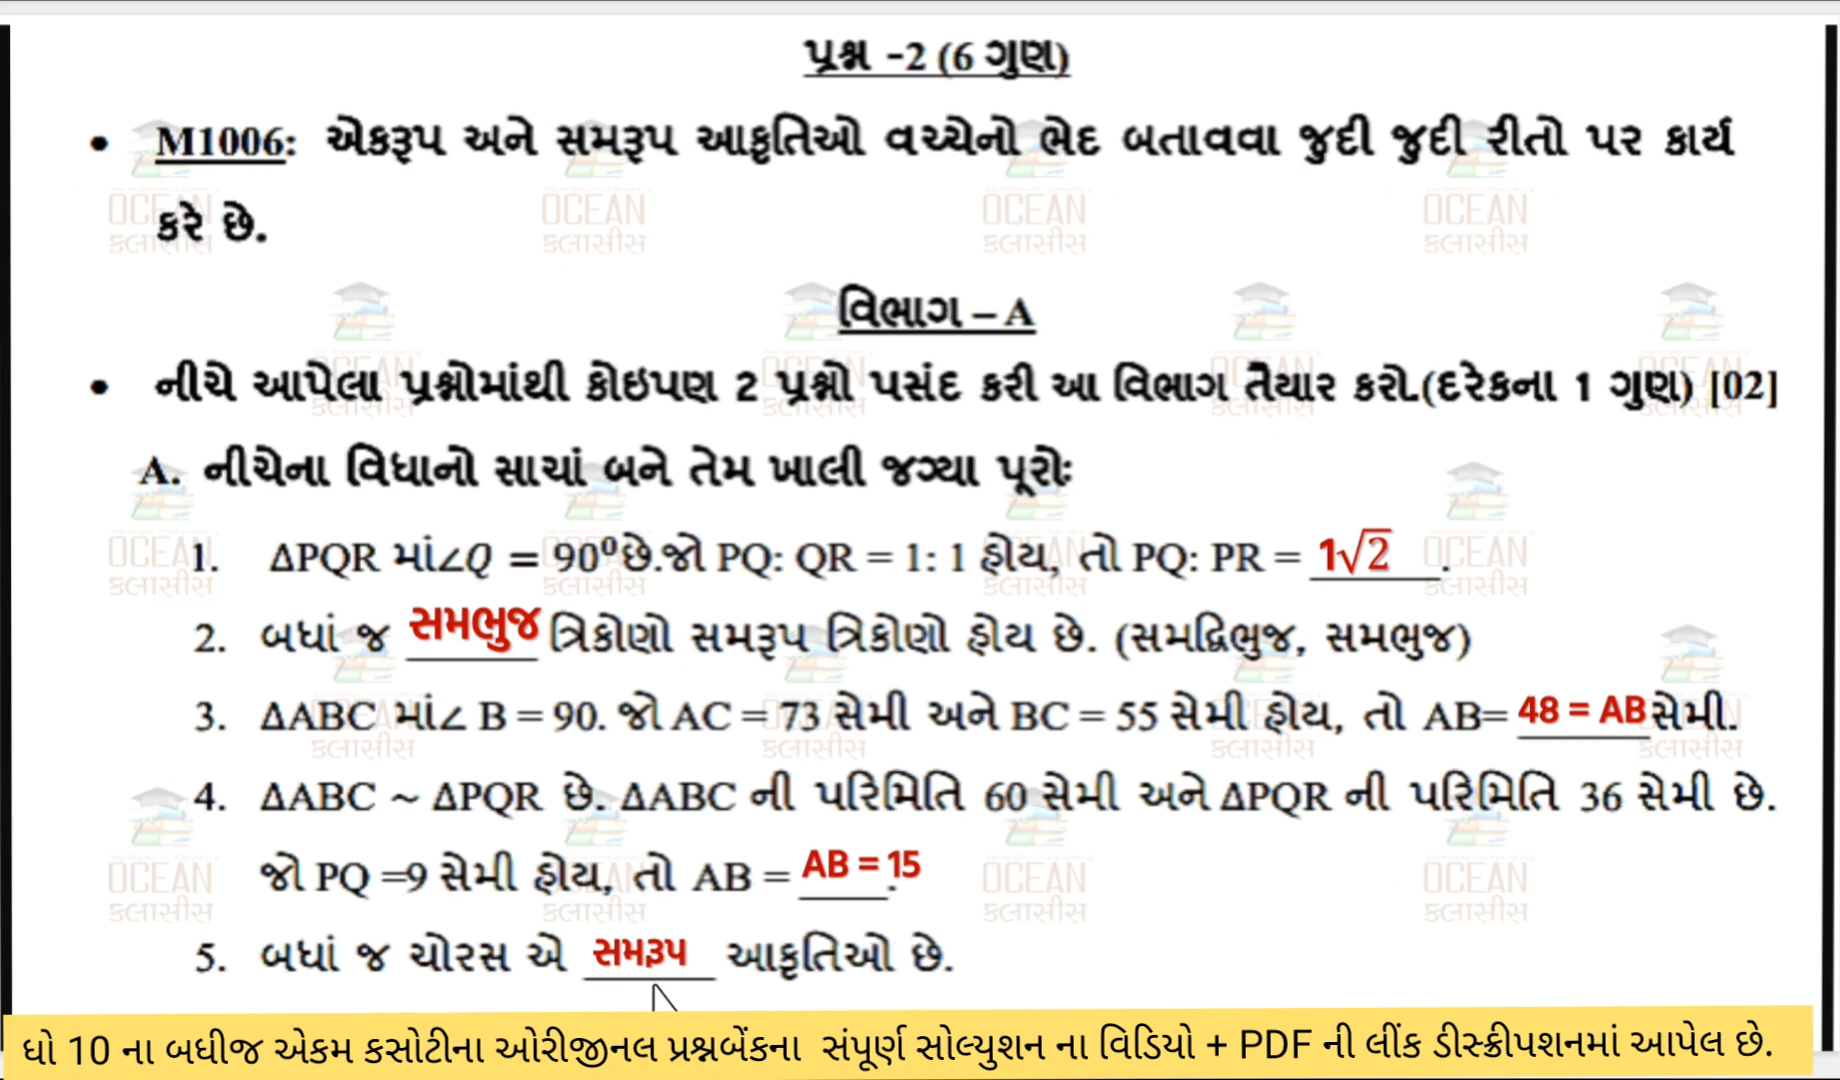 પ્રશ્ન -2 (6 ગુણ)
• M1006: એકરૂપ અને સમરૂપ આકૃતિઓ વચ્ચેનો ભેદ બતાવવા જુદી જુદી રીતો પર કાર્ય
કરે છે.
વિભાગ – A
• નીચે આપેલા પ્રશ્નોમાંથી કોઇપણ 2 પ્રશ્નો પસંદ કરી આ વિભાગ તૈયાર કરો.(દરેકના 1 ગુણ) [02]
A. નીચેના વિધાનો સાચાં બને તેમ ખાલી જગ્યા પૂરોઃ
1. ΔPQR માં∠Q = 90⁰છે.જો PQ: QR = 1: 1 હોય, તો PQ: PR = 1√2.
2. બધાં જ સમભુજ ત્રિકોણો સમરૂપ ત્રિકોણો હોય છે. (સમદ્વિભુજ, સમભુજ)
3. ΔABC માં∠ B = 90. જો AC = 73 સેમી અને BC = 55 સેમી હોય, તો AB= 48 = AB સેમી.
4. ΔABC ~ ΔPQR છે. ΔABC ની પરિમિતિ 60 સેમી અને ΔPQR ની પરિમિતિ 36 સેમી છે.
જો PQ =9 સેમી હોય, તો AB = AB = 15.
5. બધાં જ ચોરસ એ સમરૂપ આકૃતિઓ છે.
ધો 10 ના બધીજ એકમ કસોટીના ઓરીજીનલ પ્રશ્નબેંકના સંપૂર્ણ સોલ્યુશન ના વિડિયો + PDF ની લીંક ડીસ્ક્રીપશનમાં આપેલ છે.
OCEAN
ક્લાસીસ